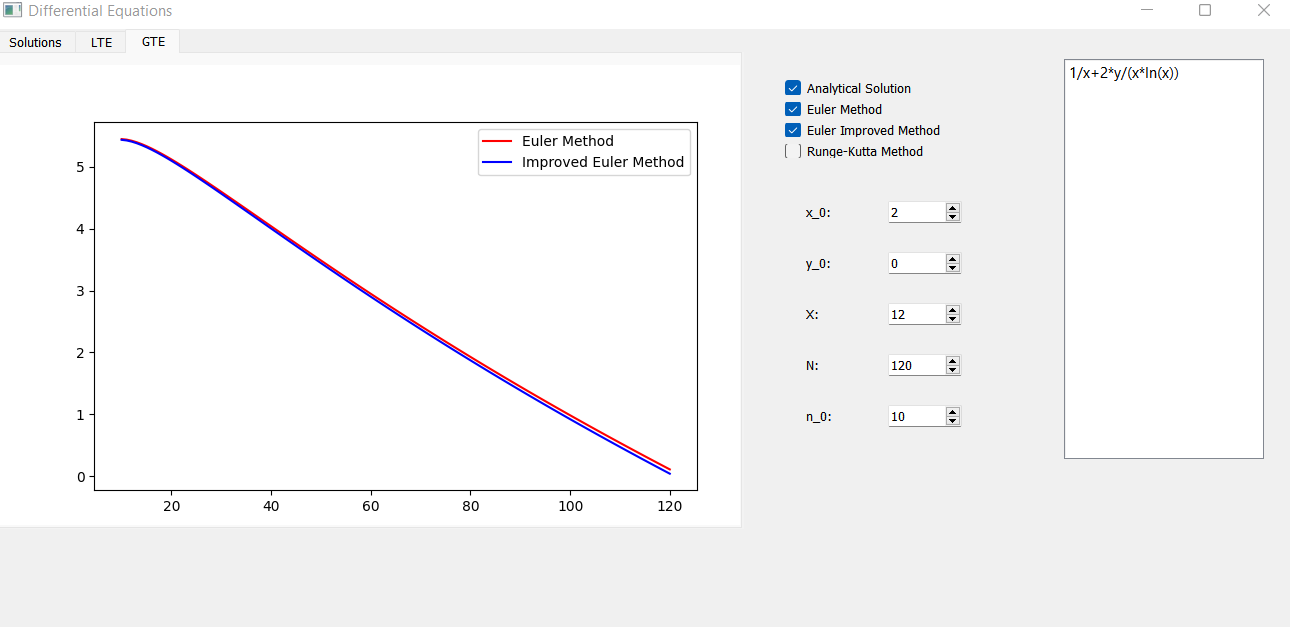 Differential Equations
Solutions LTE GTE
Euler Method
Improved Euler Method
5
4
3
2
1
0
20 40 60 80 100 120
Analytical Solution
Euler Method
Euler Improved Method
Runge-Kutta Method
x_0: 2
y_0: 0
X: 12
N: 120
n_0: 10
1/x+2*y/(x*ln(x))